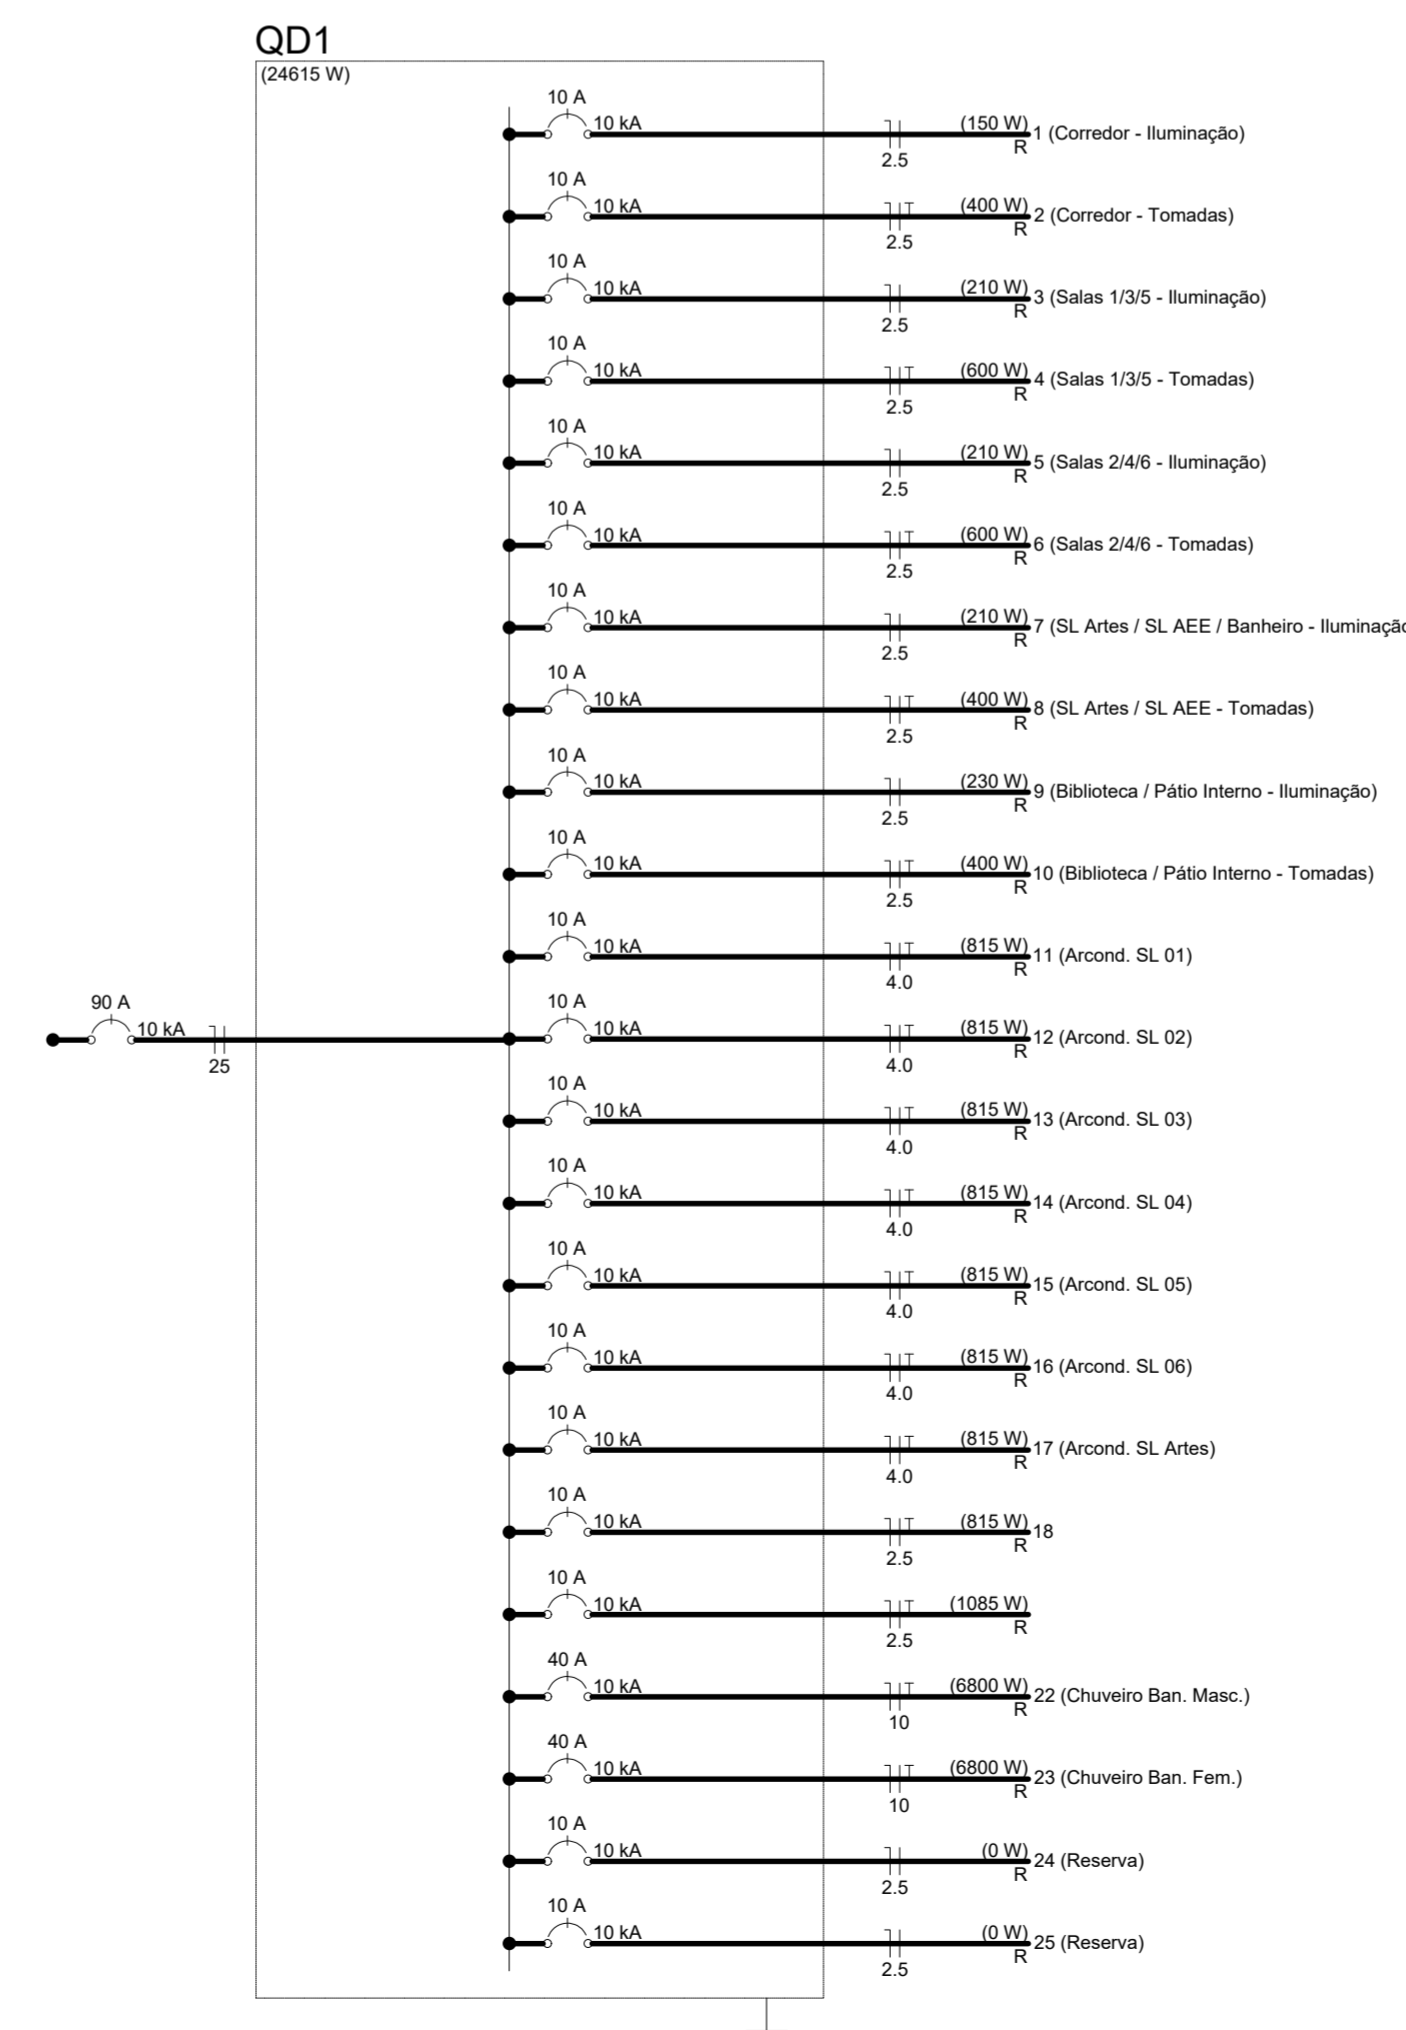 QD1
(24615 W)
10 A
10 kA
(150 W)
1 (Corredor - Iluminação)
R
2.5
10 A
10 kA
(400 W)
2 (Corredor - Tomadas)
R
2.5
10 A
10 kA
(210 W)
3 (Salas 1/3/5 - Iluminação)
R
2.5
10 A
10 kA
(600 W)
4 (Salas 1/3/5 - Tomadas)
R
2.5
10 A
10 kA
(210 W)
5 (Salas 2/4/6 - Iluminação)
R
2.5
10 A
10 kA
(600 W)
6 (Salas 2/4/6 - Tomadas)
R
2.5
10 A
10 kA
(210 W)
7 (SL Artes / SL AEE / Banheiro - Iluminação
R
2.5
10 A
10 kA
(400 W)
8 (SL Artes / SL AEE - Tomadas)
R
2.5
10 A
10 kA
(230 W)
9 (Biblioteca / Pátio Interno - Iluminação)
R
2.5
10 A
10 kA
(400 W)
10 (Biblioteca / Pátio Interno - Tomadas)
R
2.5
10 A
10 kA
(815 W)
11 (Arcond. SL 01)
R
4.0
90 A
10 kA
25
10 A
10 kA
(815 W)
12 (Arcond. SL 02)
R
4.0
10 A
10 kA
(815 W)
13 (Arcond. SL 03)
R
4.0
10 A
10 kA
(815 W)
14 (Arcond. SL 04)
R
4.0
10 A
10 kA
(815 W)
15 (Arcond. SL 05)
R
4.0
10 A
10 kA
(815 W)
16 (Arcond. SL 06)
R
4.0
10 A
10 kA
(815 W)
17 (Arcond. SL Artes)
R
4.0
10 A
10 kA
(815 W)
18
R
2.5
10 A
10 kA
(1085 W)
R
2.5
40 A
10 kA
(6800 W)
22 (Chuveiro Ban. Masc.)
R
10
40 A
10 kA
(6800 W)
23 (Chuveiro Ban. Fem.)
R
10
10 A
10 kA
(0 W)
24 (Reserva)
R
2.5
10 A
10 kA
(0 W)
25 (Reserva)
R
2.5